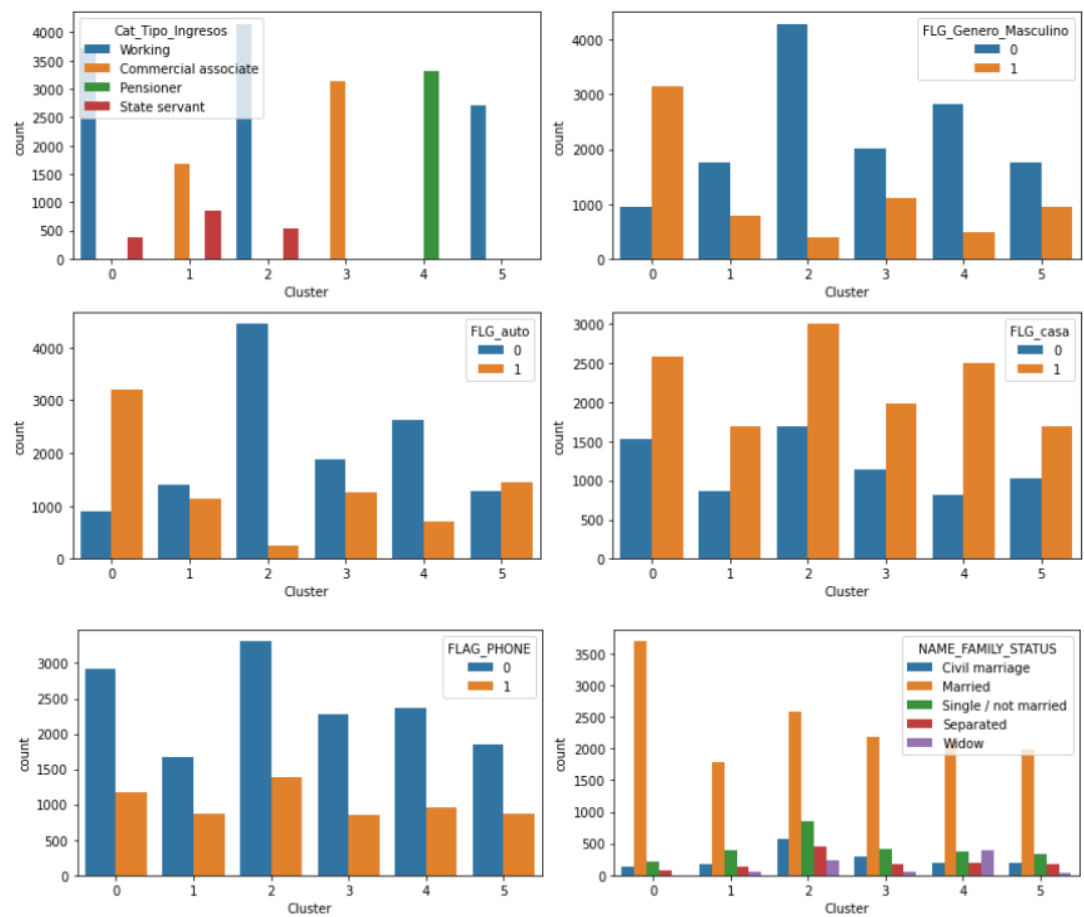 Cat_Tipo_Ingresos
Working
Commercial associate
Pensioner
State servant
4000
3500
3000
2500
2000
1500
1000
500
0
count
0 1 2 3 4 5
Cluster
FLG_Genero_Masculino
0
1
4000
3000
2000
1000
0
count
0 1 2 3 4 5
Cluster
FLG_auto
0
1
4000
3000
2000
1000
0
count
0 1 2 3 4 5
Cluster
FLG_casa
0
1
3000
2500
2000
1500
1000
500
0
count
0 1 2 3 4 5
Cluster
FLAG_PHONE
0
1
3000
2500
2000
1500
1000
500
0
count
0 1 2 3 4 5
Cluster
NAME_FAMILY_STATUS
Civil marriage
Married
Single / not married
Separated
Widow
3500
3000
2500
2000
1500
1000
500
0
count
0 1 2 3 4 5
Cluster